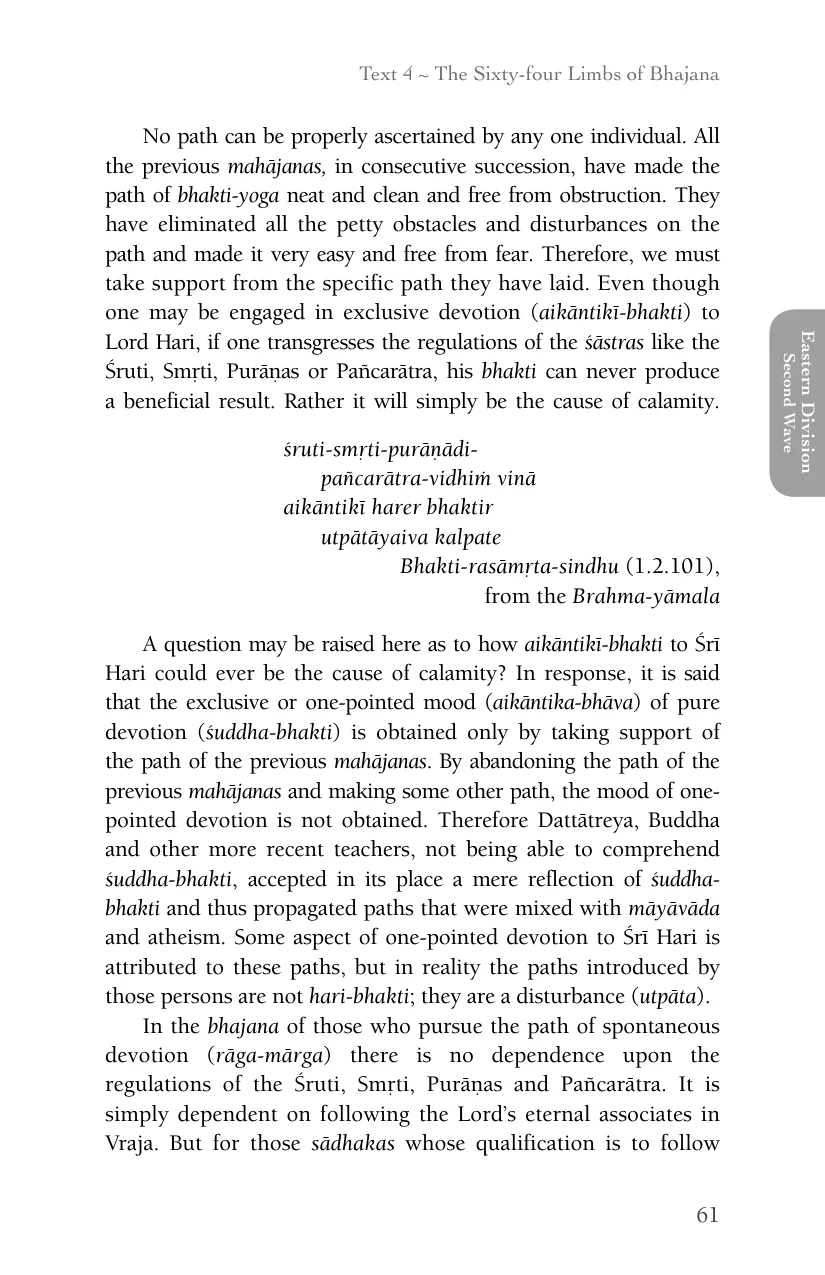 Text 4 ~ The Sixty-four Limbs of Bhajana
No path can be properly ascertained by any one individual. All
the previous mahājanas, in consecutive succession, have made the
path of bhakti-yoga neat and clean and free from obstruction. They
have eliminated all the petty obstacles and disturbances on the
path and made it very easy and free from fear. Therefore, we must
take support from the specific path they have laid. Even though
one may be engaged in exclusive devotion (aikāntikī-bhakti) to
Lord Hari, if one transgresses the regulations of the śāstras like the
Śruti, Smṛti, Purāṇas or Pañcarātra, his bhakti can never produce
a beneficial result. Rather it will simply be the cause of calamity.
śruti-smṛti-purāṇādi-
pañcarātra-vidhiṁ vinā
aikāntikī harer bhaktir
utpātāyaiva kalpate
Bhakti-rasāmṛta-sindhu (1.2.101),
from the Brahma-yāmala
A question may be raised here as to how aikāntikī-bhakti to Śrī
Hari could ever be the cause of calamity? In response, it is said
that the exclusive or one-pointed mood (aikāntika-bhāva) of pure
devotion (śuddha-bhakti) is obtained only by taking support of
the path of the previous mahājanas. By abandoning the path of the
previous mahājanas and making some other path, the mood of one-
pointed devotion is not obtained. Therefore Dattātreya, Buddha
and other more recent teachers, not being able to comprehend
śuddha-bhakti, accepted in its place a mere reflection of śuddha-
bhakti and thus propagated paths that were mixed with māyāvāda
and atheism. Some aspect of one-pointed devotion to Śrī Hari is
attributed to these paths, but in reality the paths introduced by
those persons are not hari-bhakti; they are a disturbance (utpāta).
In the bhajana of those who pursue the path of spontaneous
devotion (rāga-mārga) there is no dependence upon the
regulations of the Śruti, Smṛti, Purāṇas and Pañcarātra. It is
simply dependent on following the Lord's eternal associates in
Vraja. But for those sādhakas whose qualification is to follow
Eastern Division
Second Wave
61